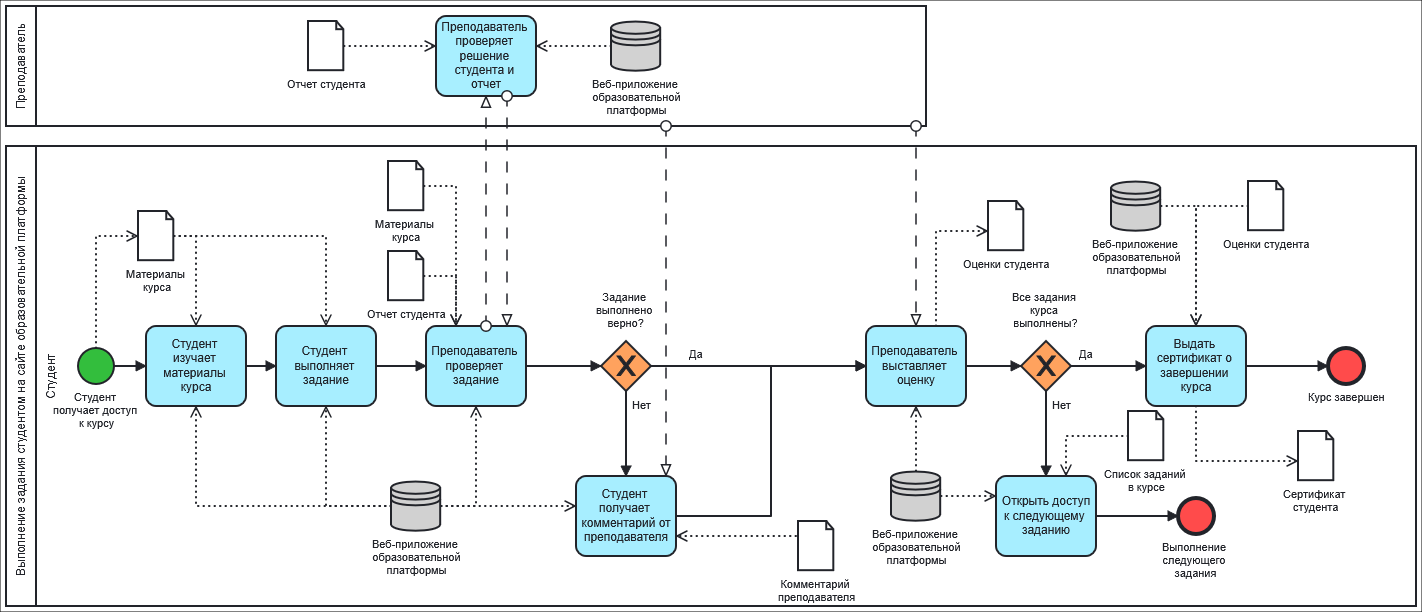 Преподаватель
Отчет студента
Преподаватель
проверяет
решение
студента и
отчет
Веб-приложение
образовательной
платформы
Выполнение задания студентом на сайте образовательной платформы
Студент
Студент
получает доступ
к курсу
Материалы
курса
Студент
изучает
материалы
курса
Студент
выполняет
задание
Материалы
курса
Отчет студента
Преподаватель
проверяет
задание
Веб-приложение
образовательной
платформы
Задание
выполнено
верно?
Да
Нет
Студент
получает
комментарий от
преподавателя
Комментарий
преподавателя
Преподаватель
выставляет
оценку
Оценки студента
Веб-приложение
образовательной
платформы
Все задания
курса
выполнены?
Да
Нет
Открыть доступ
к следующему
заданию
Список заданий
в курсе
Выполнение
следующего
задания
Веб-приложение
образовательной
платформы
Оценки студента
Выдать
сертификат о
завершении
курса
Сертификат
студента
Курс завершен